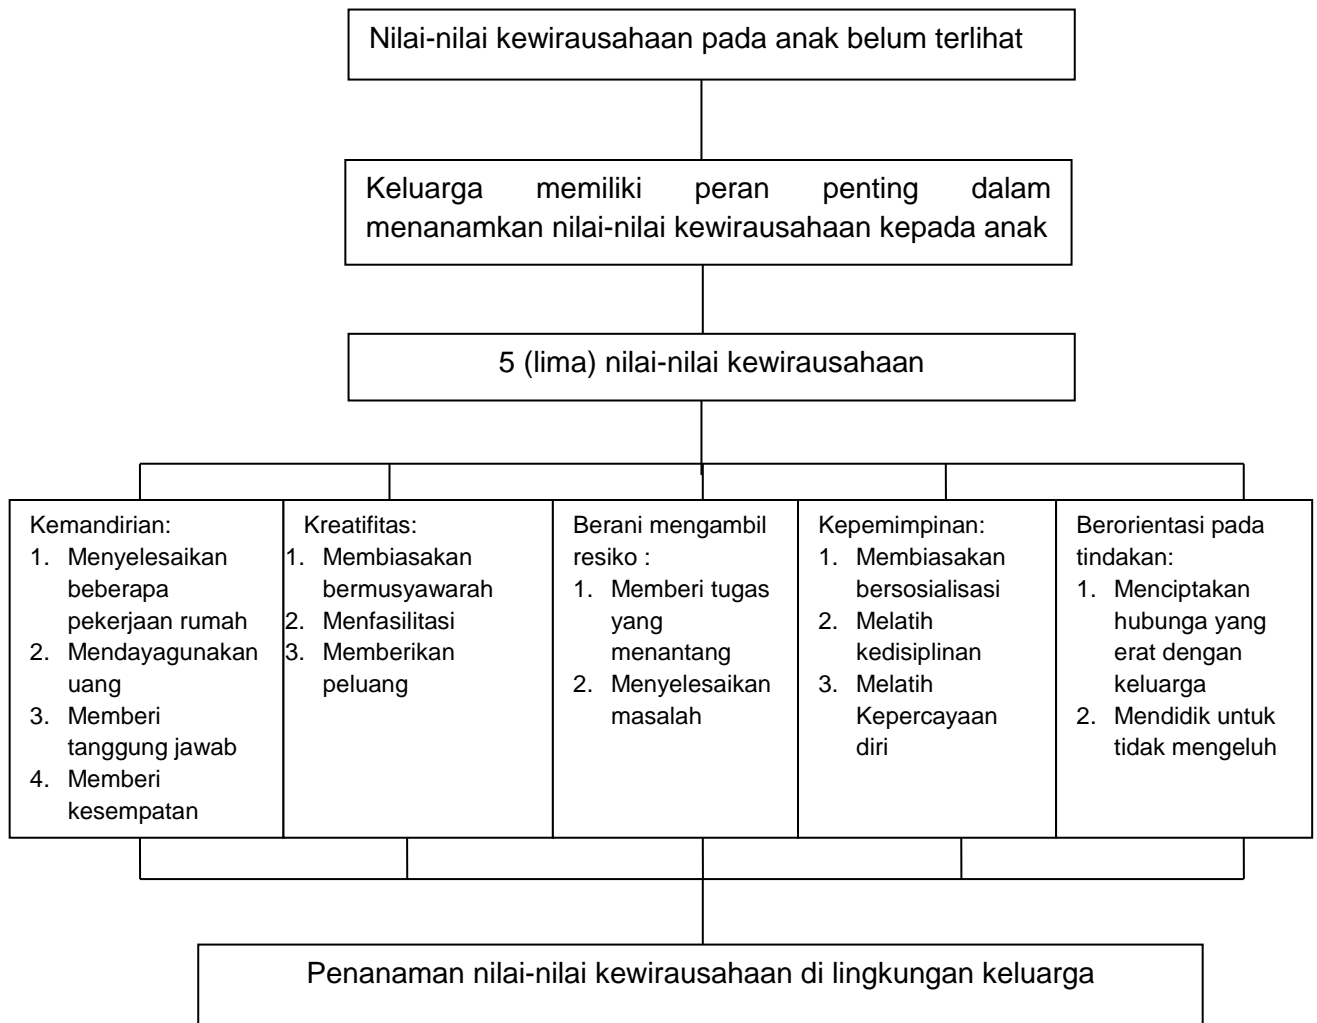 Nilai-nilai kewirausahaan pada anak belum terlihat
Keluarga memiliki peran penting dalam
menanamkan nilai-nilai kewirausahaan kepada anak
5 (lima) nilai-nilai kewirausahaan
Kemandirian:
1. Menyelesaikan
beberapa
pekerjaan rumah
2. Mendayagunakan
uang
3. Memberi
tanggung jawab
4. Memberi
kesempatan
Kreatifitas:
1. Membiasakan
bermusyawarah
2. Menfasilitasi
3. Memberikan
peluang
Berani mengambil
resiko :
1. Memberi tugas
yang
menantang
2. Menyelesaikan
masalah
Kepemimpinan:
1. Membiasakan
bersosialisasi
2. Melatih
kedisiplinan
3. Melatih
Kepercayaan
diri
Berorientasi pada
tindakan:
1. Menciptakan
hubunga yang
erat dengan
keluarga
2. Mendidik untuk
tidak mengeluh
Penanaman nilai-nilai kewirausahaan di lingkungan keluarga